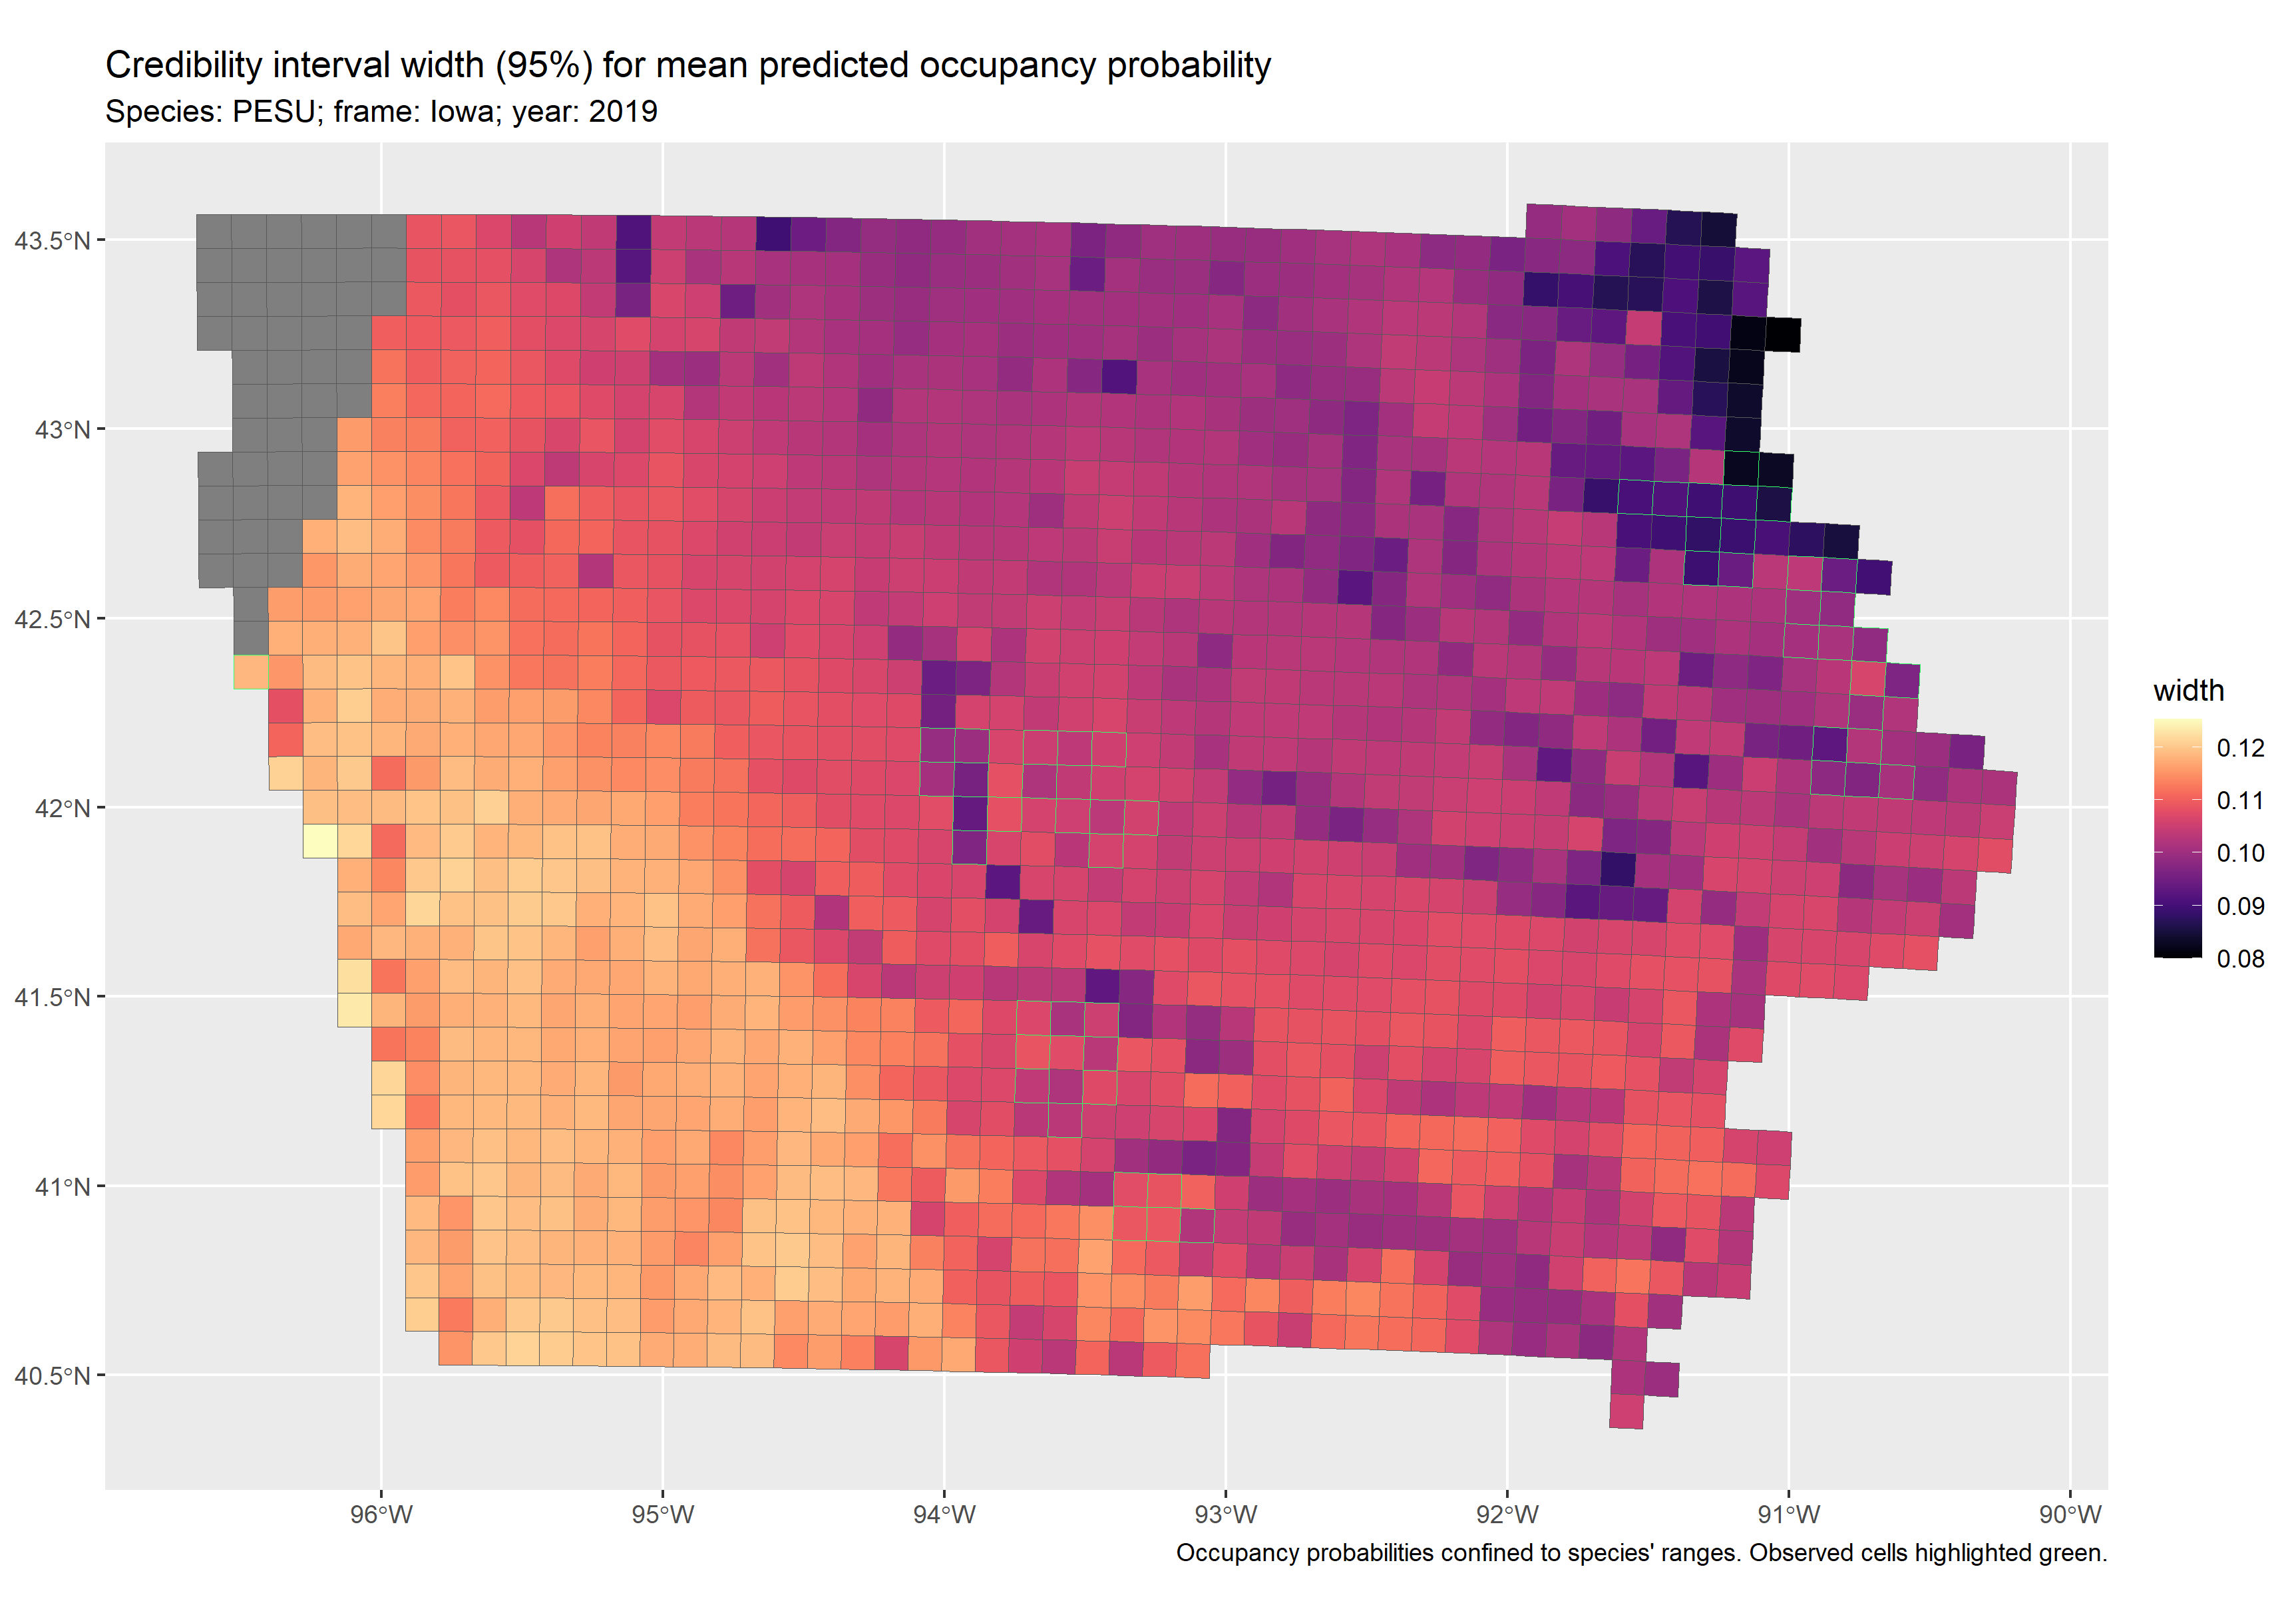 Credibility interval width (95%) for mean predicted occupancy probability
Species: PESU; frame: Iowa; year: 2019
43.5°N
43°N
42.5°N
42°N
41.5°N
41°N
40.5°N
96°W
95°W
94°W
93°W
92°W
91°W
90°W
width
0.12
0.11
0.10
0.09
0.08
Occupancy probabilities confined to species' ranges. Observed cells highlighted green.